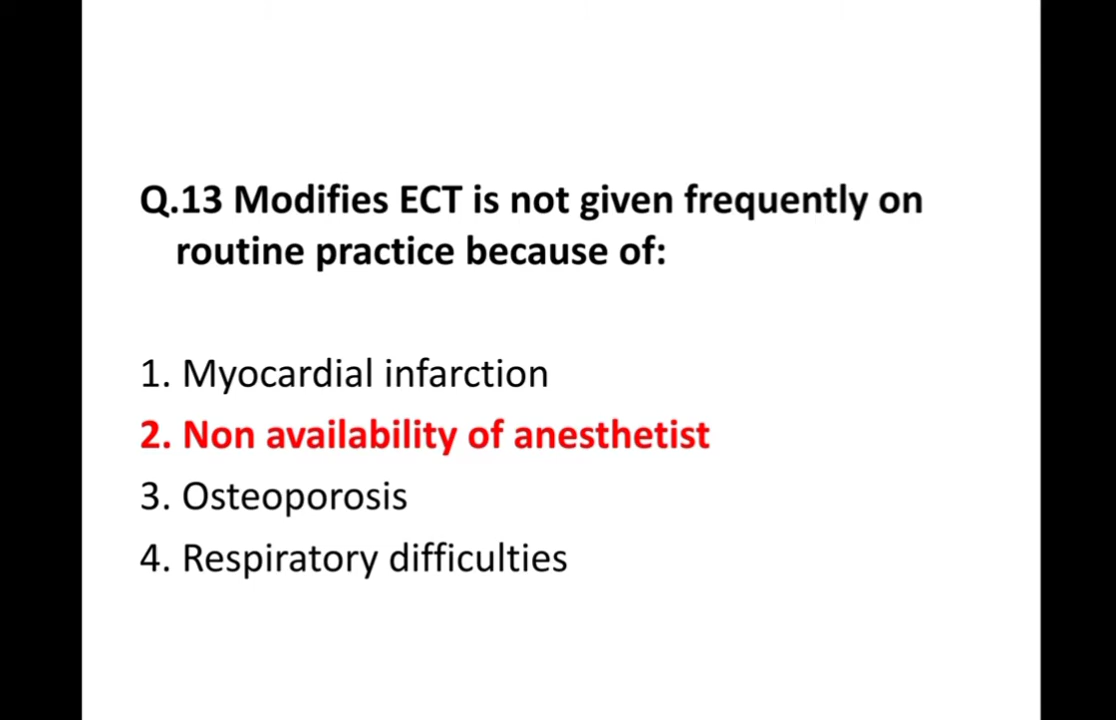 Q.13 Modifies ECT is not given frequently on
routine practice because of:
1. Myocardial infarction
2. Non availability of anesthetist
3. Osteoporosis
4. Respiratory difficulties